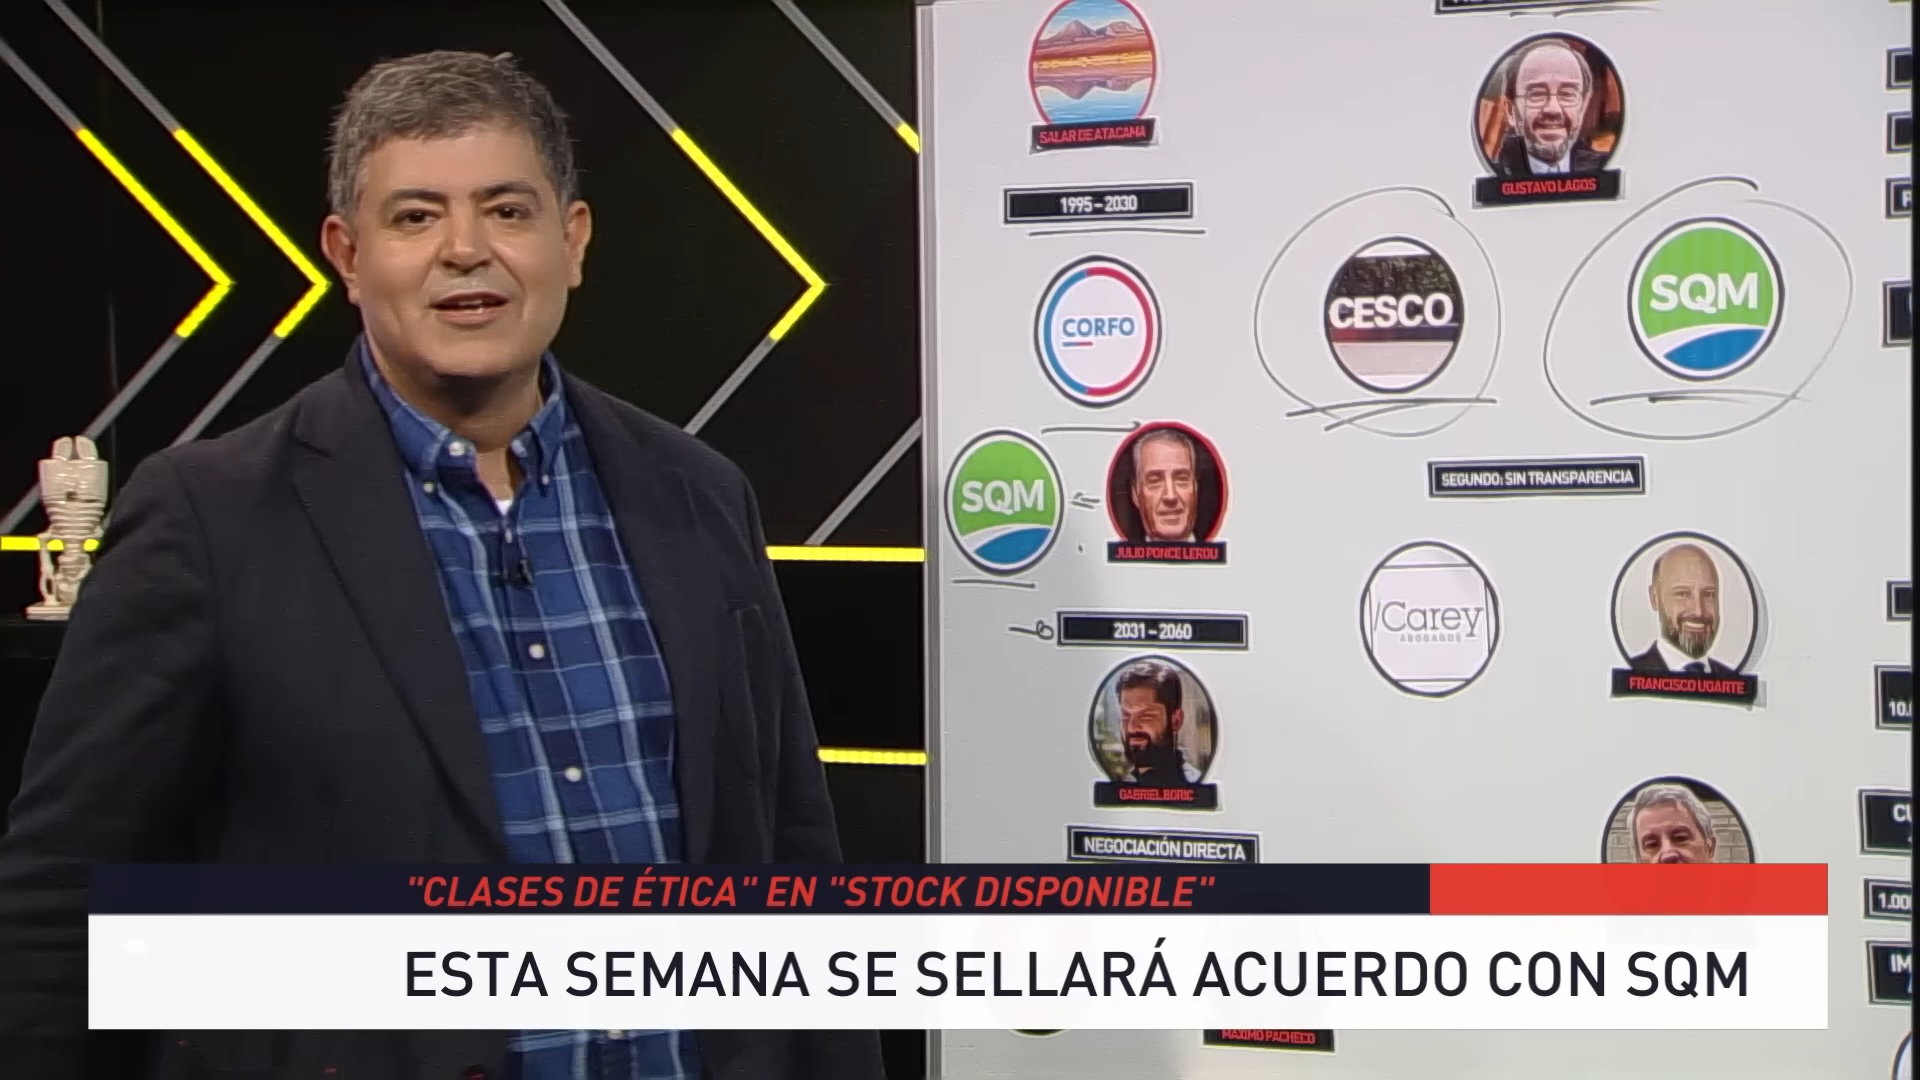 SALAR DE ATACAMA
GUSTAVO LAGOS
1995 – 2030
CORFO
CESCO
SQM
SQM
JULIO PONCE LEROU
SEGUNDO: SIN TRANSPARENCIA
2031 – 2060
Carey
ABOGADOS
FRANCISCO UGARTE
GABRIEL BORIC
NEGOCIACIÓN DIRECTA
"CLASES DE ÉTICA" EN "STOCK DISPONIBLE"
ESTA SEMANA SE SELLARÁ ACUERDO CON SQM
MÁXIMO PACHECO